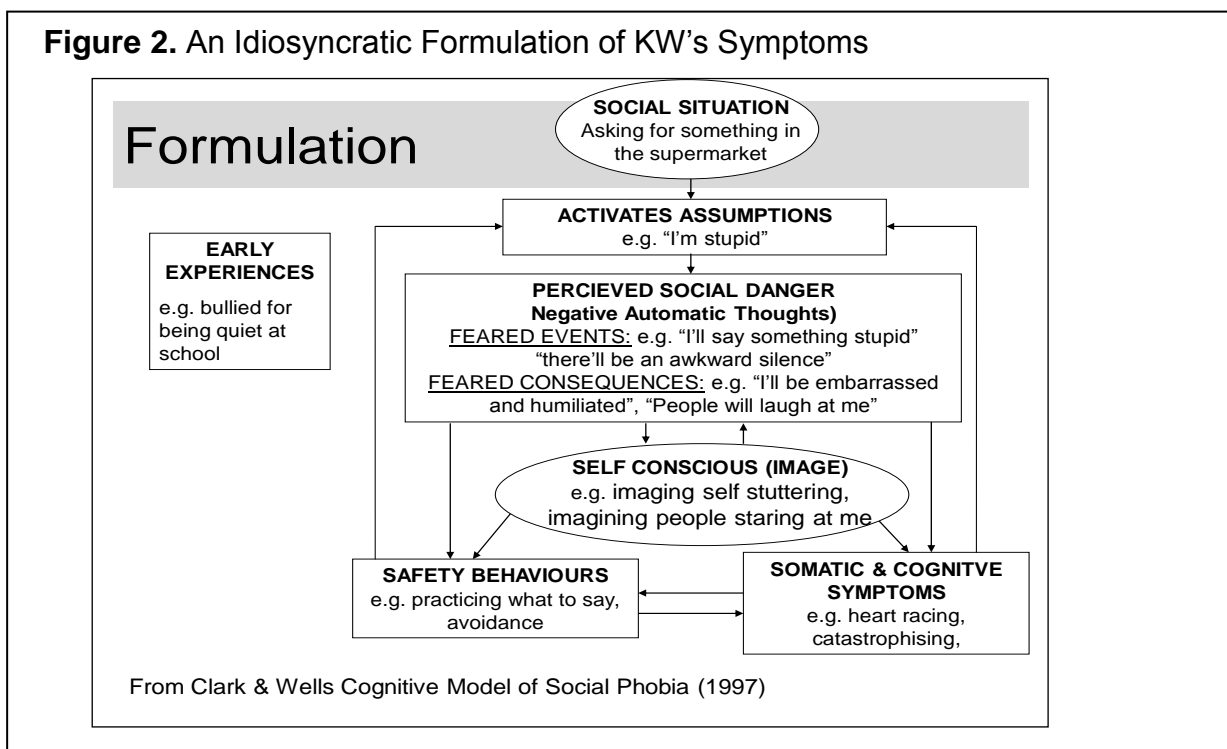 Figure 2. An Idiosyncratic Formulation of KW’s Symptoms
Formulation
SOCIAL SITUATION
Asking for something in
the supermarket
ACTIVATES ASSUMPTIONS
e.g. “I’m stupid”
EARLY
EXPERIENCES
e.g. bullied for
being quiet at
school
PERCIEVED SOCIAL DANGER
Negative Automatic Thoughts)
FEARED EVENTS: e.g. “I’ll say something stupid”
“there’ll be an awkward silence”
FEARED CONSEQUENCES: e.g. “I’ll be embarrassed
and humiliated”, “People will laugh at me”
SELF CONSCIOUS (IMAGE)
e.g. imaging self stuttering,
imagining people staring at me
SAFETY BEHAVIOURS
e.g. practicing what to say,
avoidance
SOMATIC & COGNITVE
SYMPTOMS
e.g. heart racing,
catastrophising,
From Clark & Wells Cognitive Model of Social Phobia (1997)